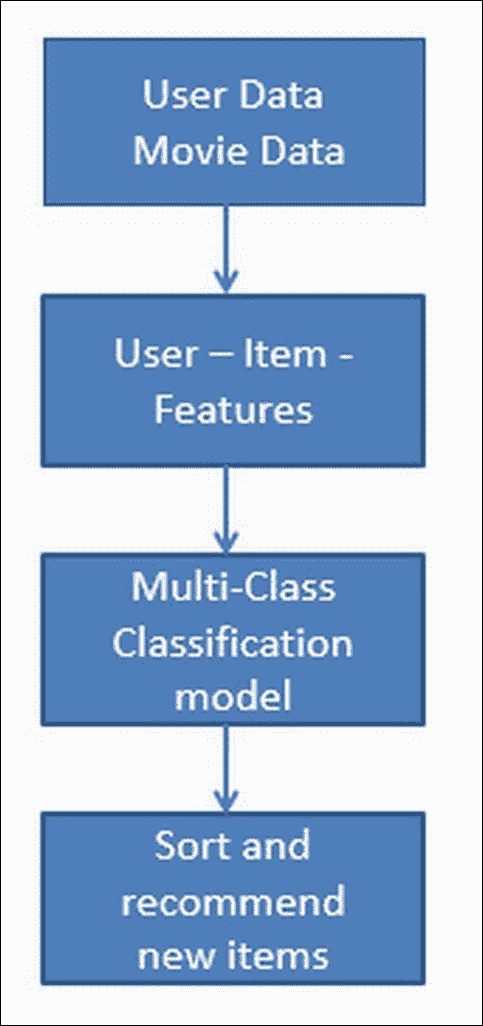 User Data
Movie Data
User – Item -
Features
Multi-Class
Classification
model
Sort and
recommend
new items